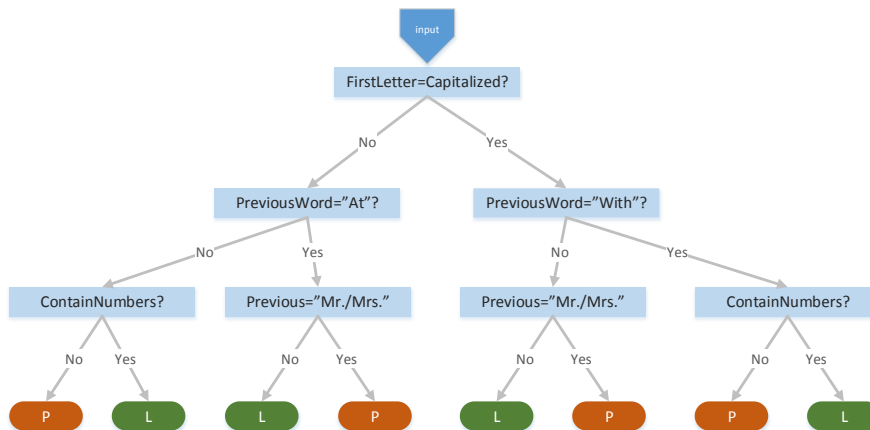 input
FirstLetter=Capitalized?
No
Yes
PreviousWord=”At”?
PreviousWord=”With”?
No
Yes
No
Yes
ContainNumbers?
Previous=”Mr./Mrs.”
Previous=”Mr./Mrs.”
ContainNumbers?
No
Yes
No
Yes
No
Yes
No
Yes
P
L
L
P
L
P
P
L